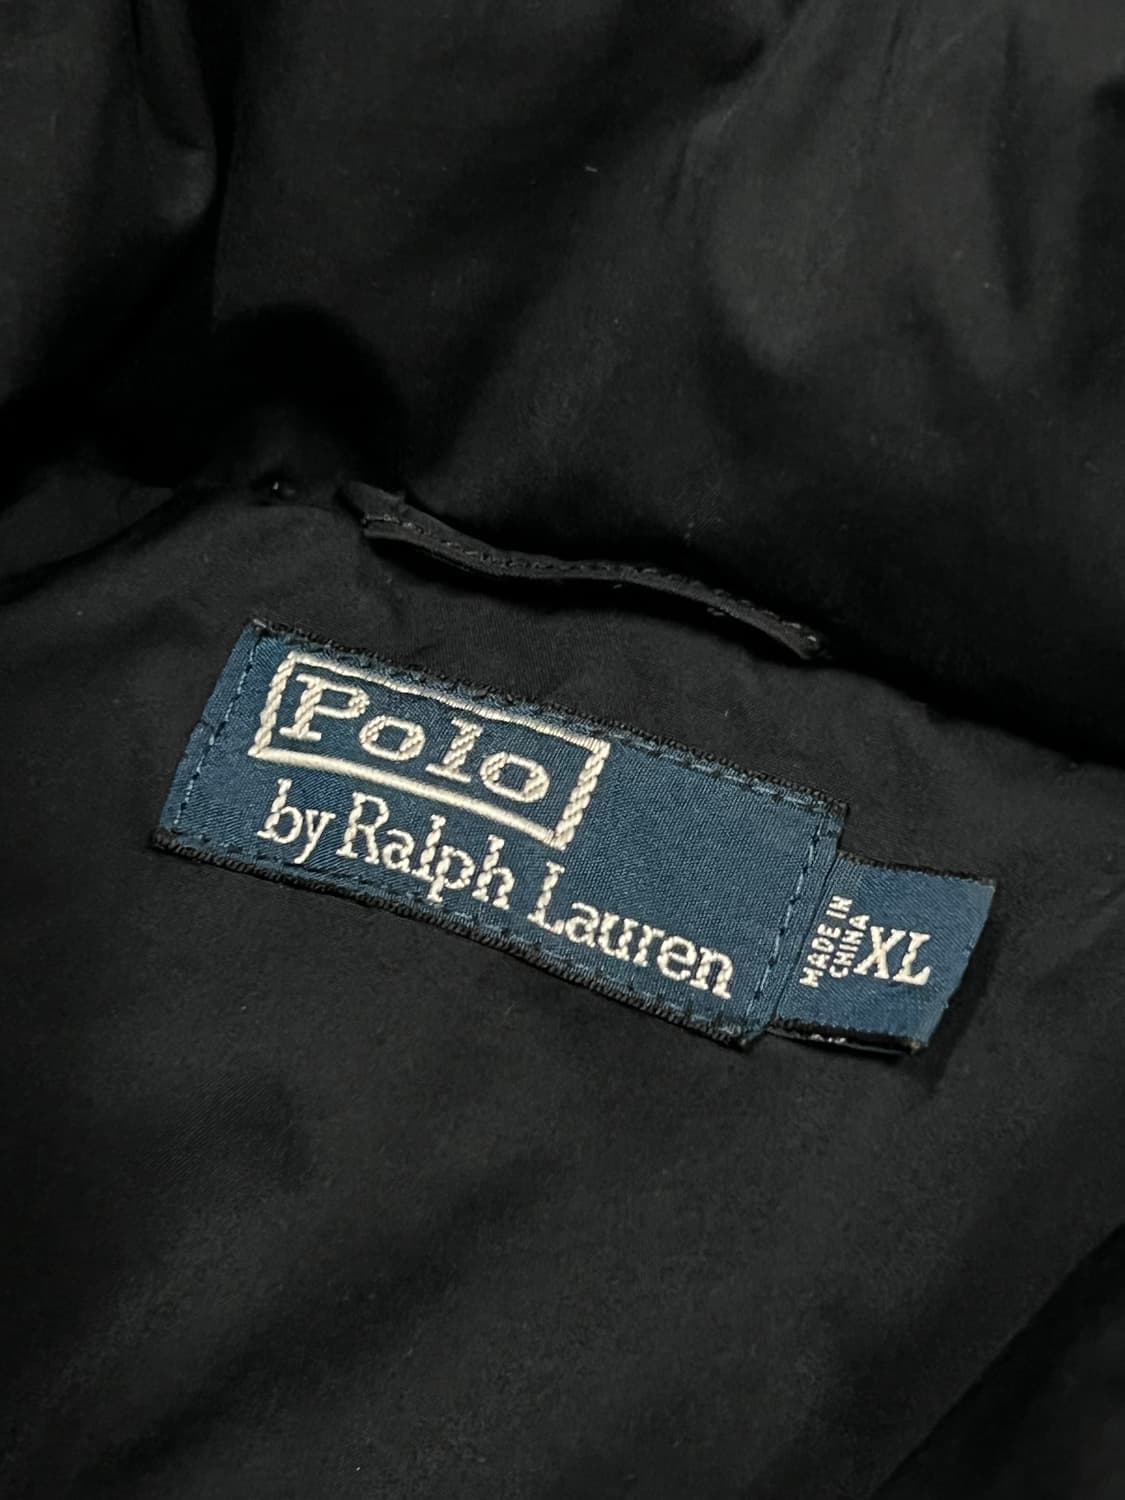 Polo
by Ralph Lauren
MADE IN
CHINA
XL